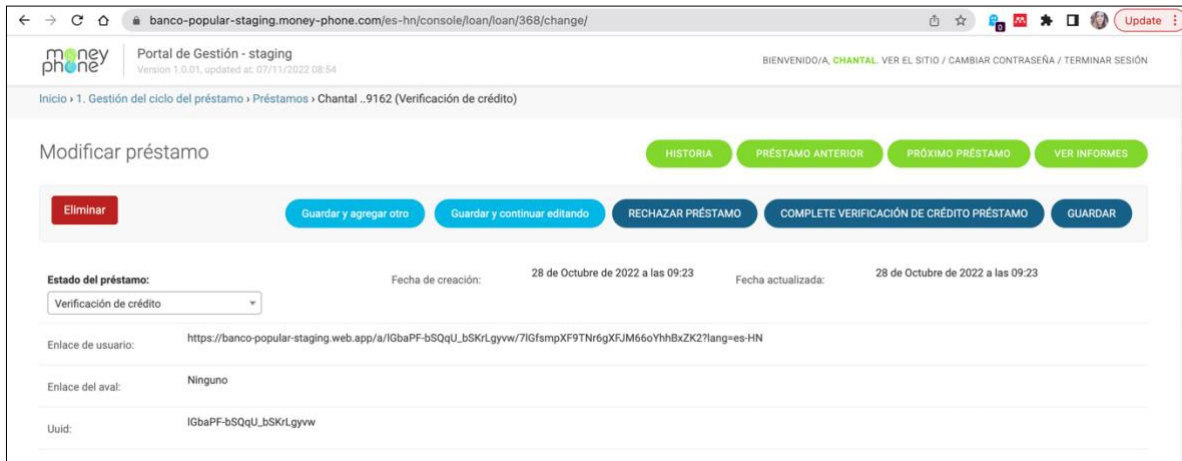 banco-popular-staging.money-phone.com/es-hn/console/loan/loan/368/change/
0
Update
money
phone
Portal de Gestión - staging
Version 1.0.01, updated at: 07/11/2022 08:54
BIENVENIDO/A, CHANTAL. VER EL SITIO / CAMBIAR CONTRASEÑA / TERMINAR SESIÓN
Inicio › 1. Gestión del ciclo del préstamo › Préstamos › Chantal ..9162 (Verificación de crédito)
Modificar préstamo
HISTORIA
PRÉSTAMO ANTERIOR
PRÓXIMO PRÉSTAMO
VER INFORMES
Eliminar
Guardar y agregar otro
Guardar y continuar editando
RECHAZAR PRÉSTAMO
COMPLETE VERIFICACIÓN DE CRÉDITO PRÉSTAMO
GUARDAR
Estado del préstamo:
Verificación de crédito
Fecha de creación:
28 de Octubre de 2022 a las 09:23
Fecha actualizada:
28 de Octubre de 2022 a las 09:23
Enlace de usuario:
https://banco-popular-staging.web.app/a/lGbaPF-bSQqU_bSKrLgyvw/7lGfsmpXF9TNr6gXFJM66oYhhBxZK2?lang=es-HN
Enlace del aval:
Ninguno
Uuid:
lGbaPF-bSQqU_bSKrLgyvw